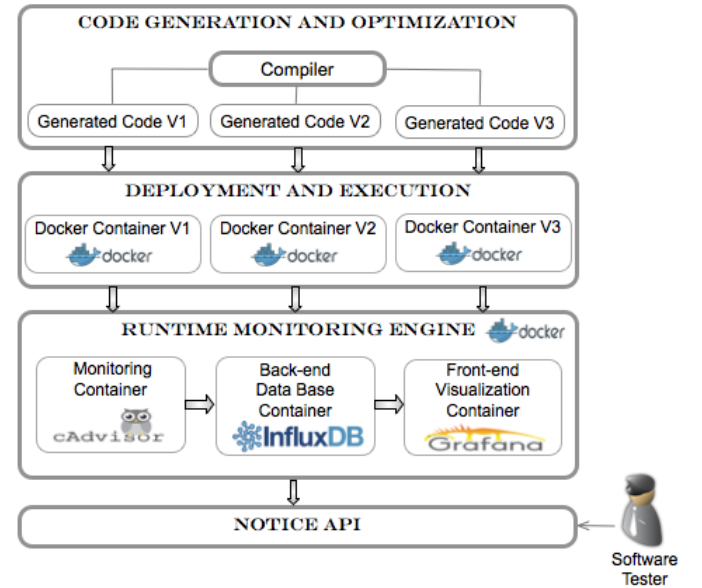 CODE GENERATION AND OPTIMIZATION
Compiler
Generated Code V1
Generated Code V2
Generated Code V3
DEPLOYMENT AND EXECUTION
Docker Container V1
docker
Docker Container V2
docker
Docker Container V3
docker
RUNTIME MONITORING ENGINE
docker
Monitoring
Container
cAdvisor
Back-end
Data Base
Container
InfluxDB
Front-end
Visualization
Container
Grafana
NOTICE API
Software
Tester